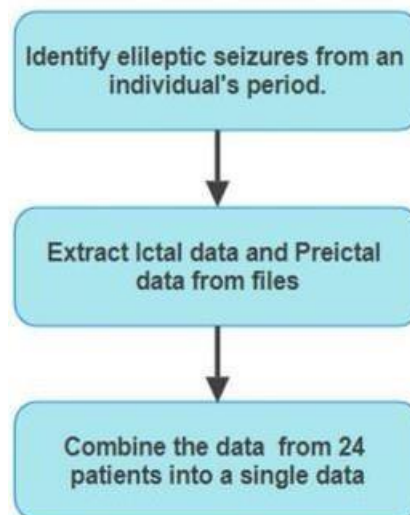 Identify elileptic seizures from an
individual's period.
Extract Ictal data and Preictal
data from files
Combine the data from 24
patients into a single data